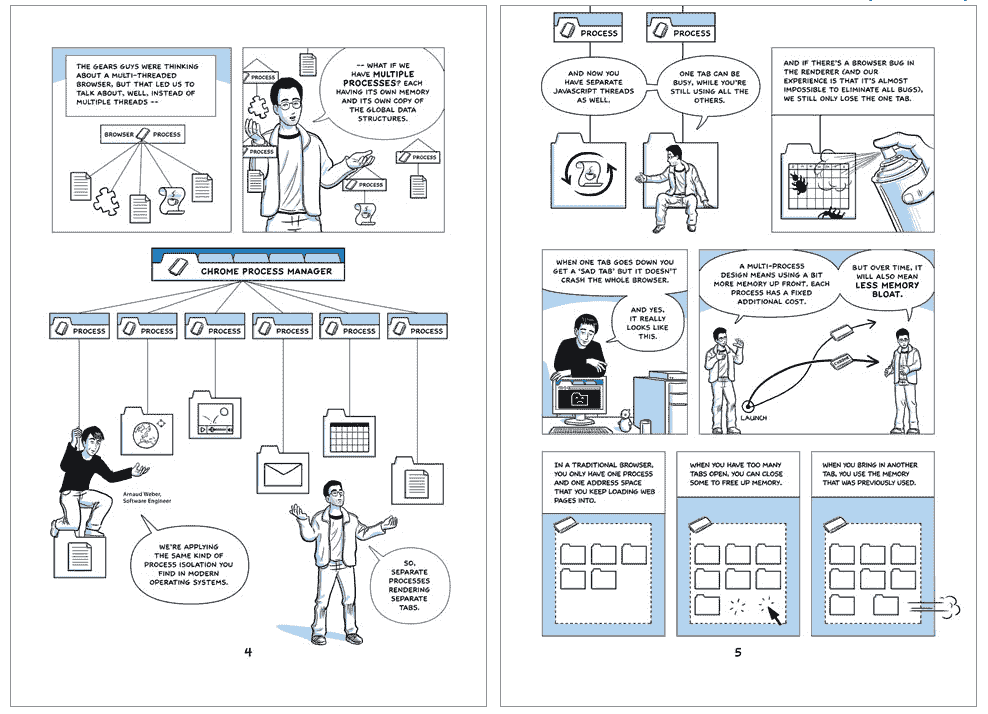 THE GEARS GUYS WERE THINKING
ABOUT A MULTI-THREADED
BROWSER, BUT THAT LED US TO
TALK ABOUT, WELL, INSTEAD OF
MULTIPLE THREADS --
BROWSER PROCESS
-- WHAT IF WE
HAVE MULTIPLE
PROCESSES? EACH
HAVING ITS OWN MEMORY
AND ITS OWN COPY OF
THE GLOBAL DATA
STRUCTURES.
PROCESS
PROCESS
PROCESS
PROCESS
CHROME PROCESS MANAGER
PROCESS
PROCESS
PROCESS
PROCESS
PROCESS
PROCESS
Arnaud Weber,
Software Engineer
WE'RE APPLYING
THE SAME KIND OF
PROCESS ISOLATION YOU
FIND IN MODERN
OPERATING SYSTEMS.
SO,
SEPARATE
PROCESSES
RENDERING
SEPARATE
TABS.
4
PROCESS
PROCESS
AND NOW YOU
HAVE SEPARATE
JAVASCRIPT THREADS
AS WELL.
ONE TAB CAN BE
BUSY, WHILE YOU'RE
STILL USING ALL THE
OTHERS.
AND IF THERE'S A BROWSER BUG IN
THE RENDERER (AND OUR
EXPERIENCE IS THAT IT'S ALMOST
IMPOSSIBLE TO ELIMINATE ALL BUGS),
WE STILL ONLY LOSE THE ONE TAB.
WHEN ONE TAB GOES DOWN YOU
GET A 'SAD TAB' BUT IT DOESN'T
CRASH THE WHOLE BROWSER.
AND YES,
IT REALLY
LOOKS LIKE
THIS.
A MULTI-PROCESS
DESIGN MEANS USING A BIT
MORE MEMORY UP FRONT. EACH
PROCESS HAS A FIXED
ADDITIONAL COST.
BUT OVER TIME, IT
WILL ALSO MEAN
LESS MEMORY
BLOAT.
LAUNCH
IN A TRADITIONAL BROWSER,
YOU ONLY HAVE ONE PROCESS
AND ONE ADDRESS SPACE
THAT YOU KEEP LOADING WEB
PAGES INTO.
WHEN YOU HAVE TOO MANY
TABS OPEN, YOU CAN CLOSE
SOME TO FREE UP MEMORY.
WHEN YOU BRING IN ANOTHER
TAB, YOU USE THE MEMORY
THAT WAS PREVIOUSLY USED.
5